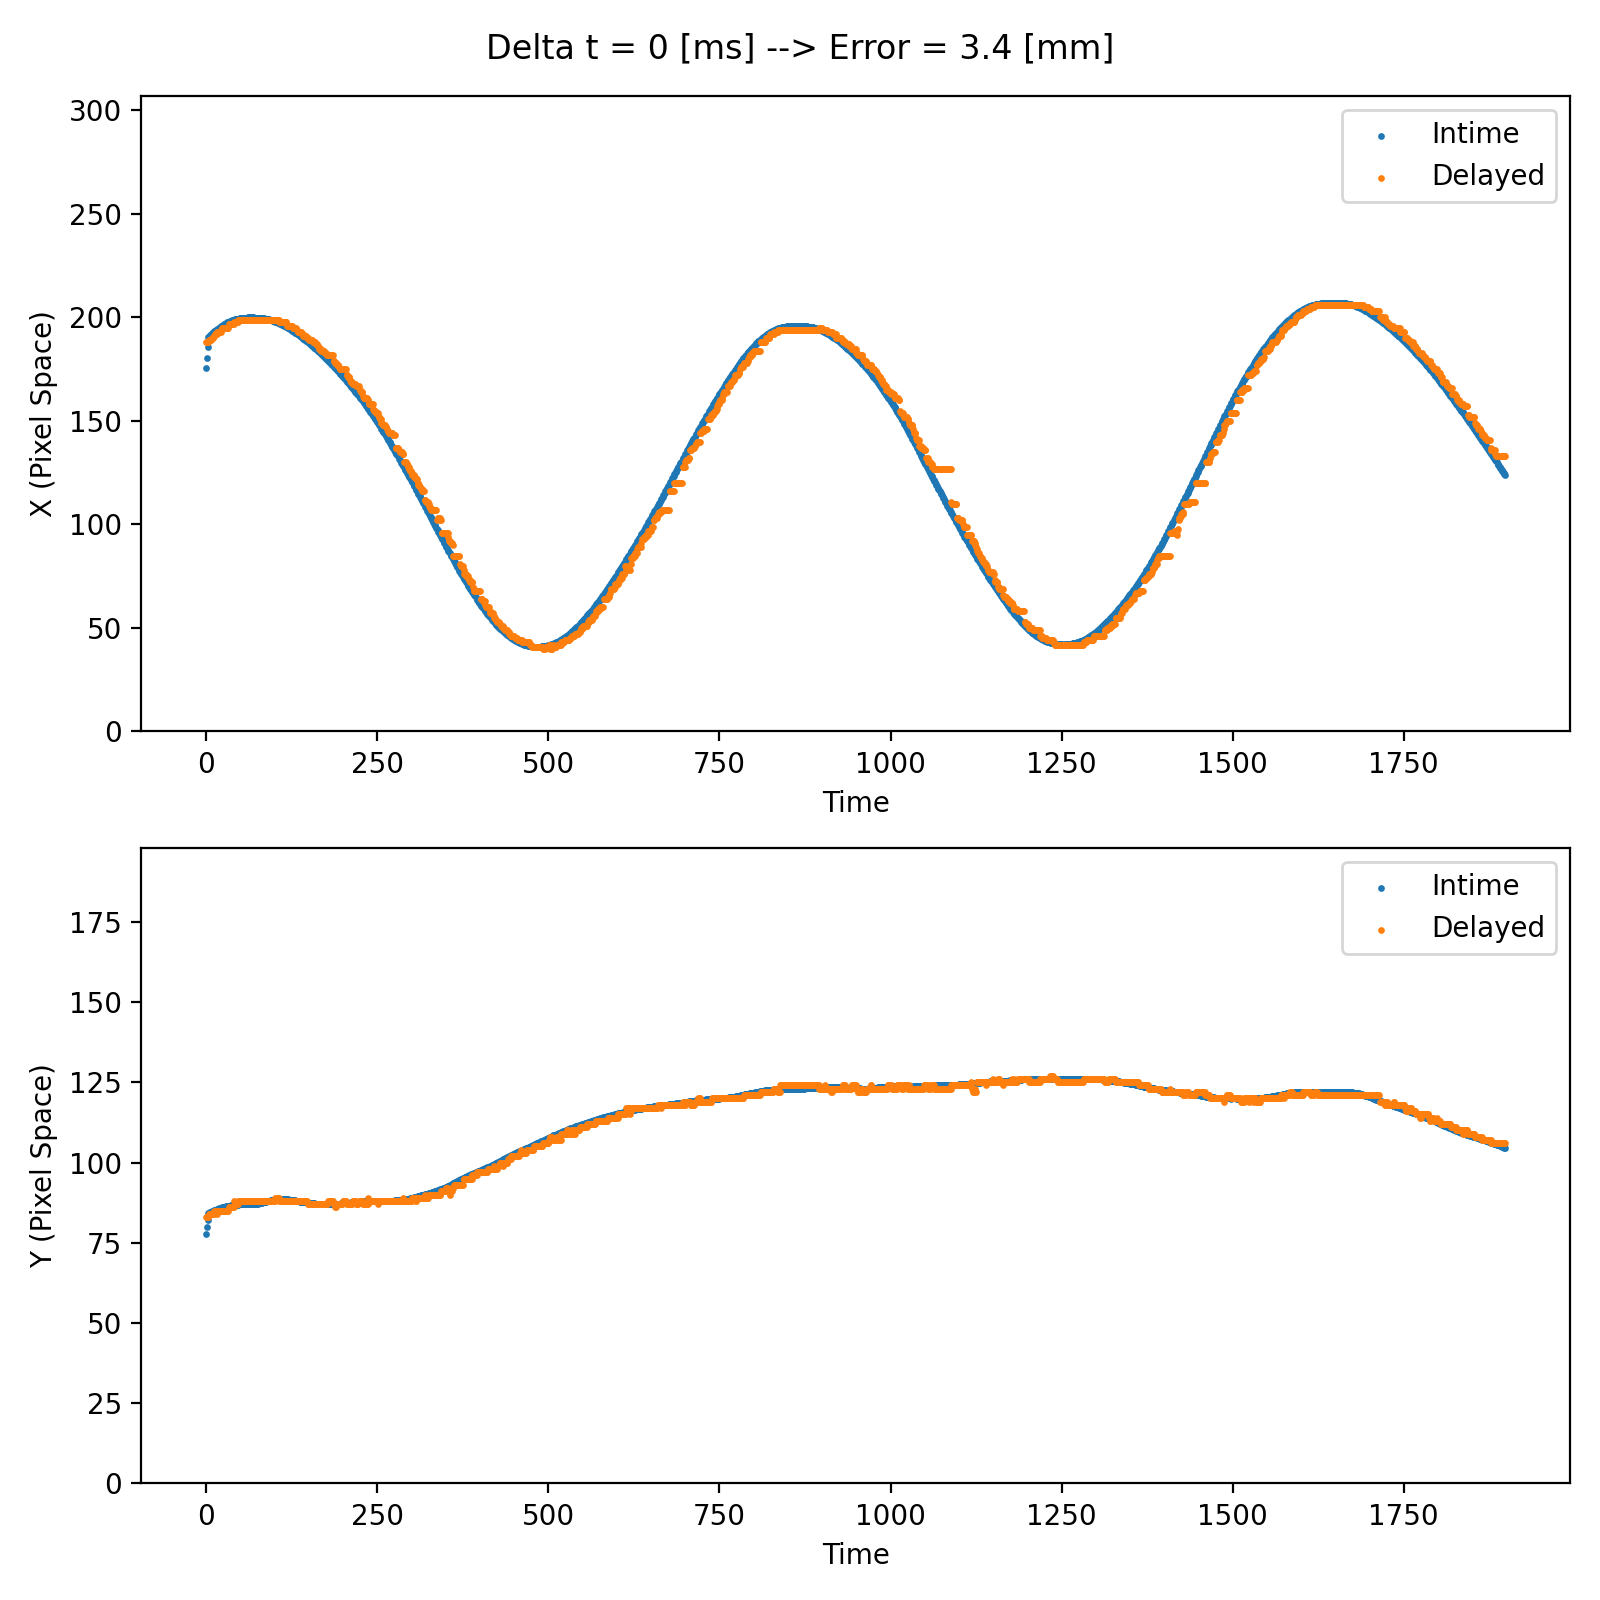 Delta t = 0 [ms] --> Error = 3.4 [mm]
300
250
200
150
100
50
0
X (Pixel Space)
Intime
Delayed
0 250 500 750 1000 1250 1500 1750
Time
175
150
125
100
75
50
25
0
Y (Pixel Space)
Intime
Delayed
0 250 500 750 1000 1250 1500 1750
Time